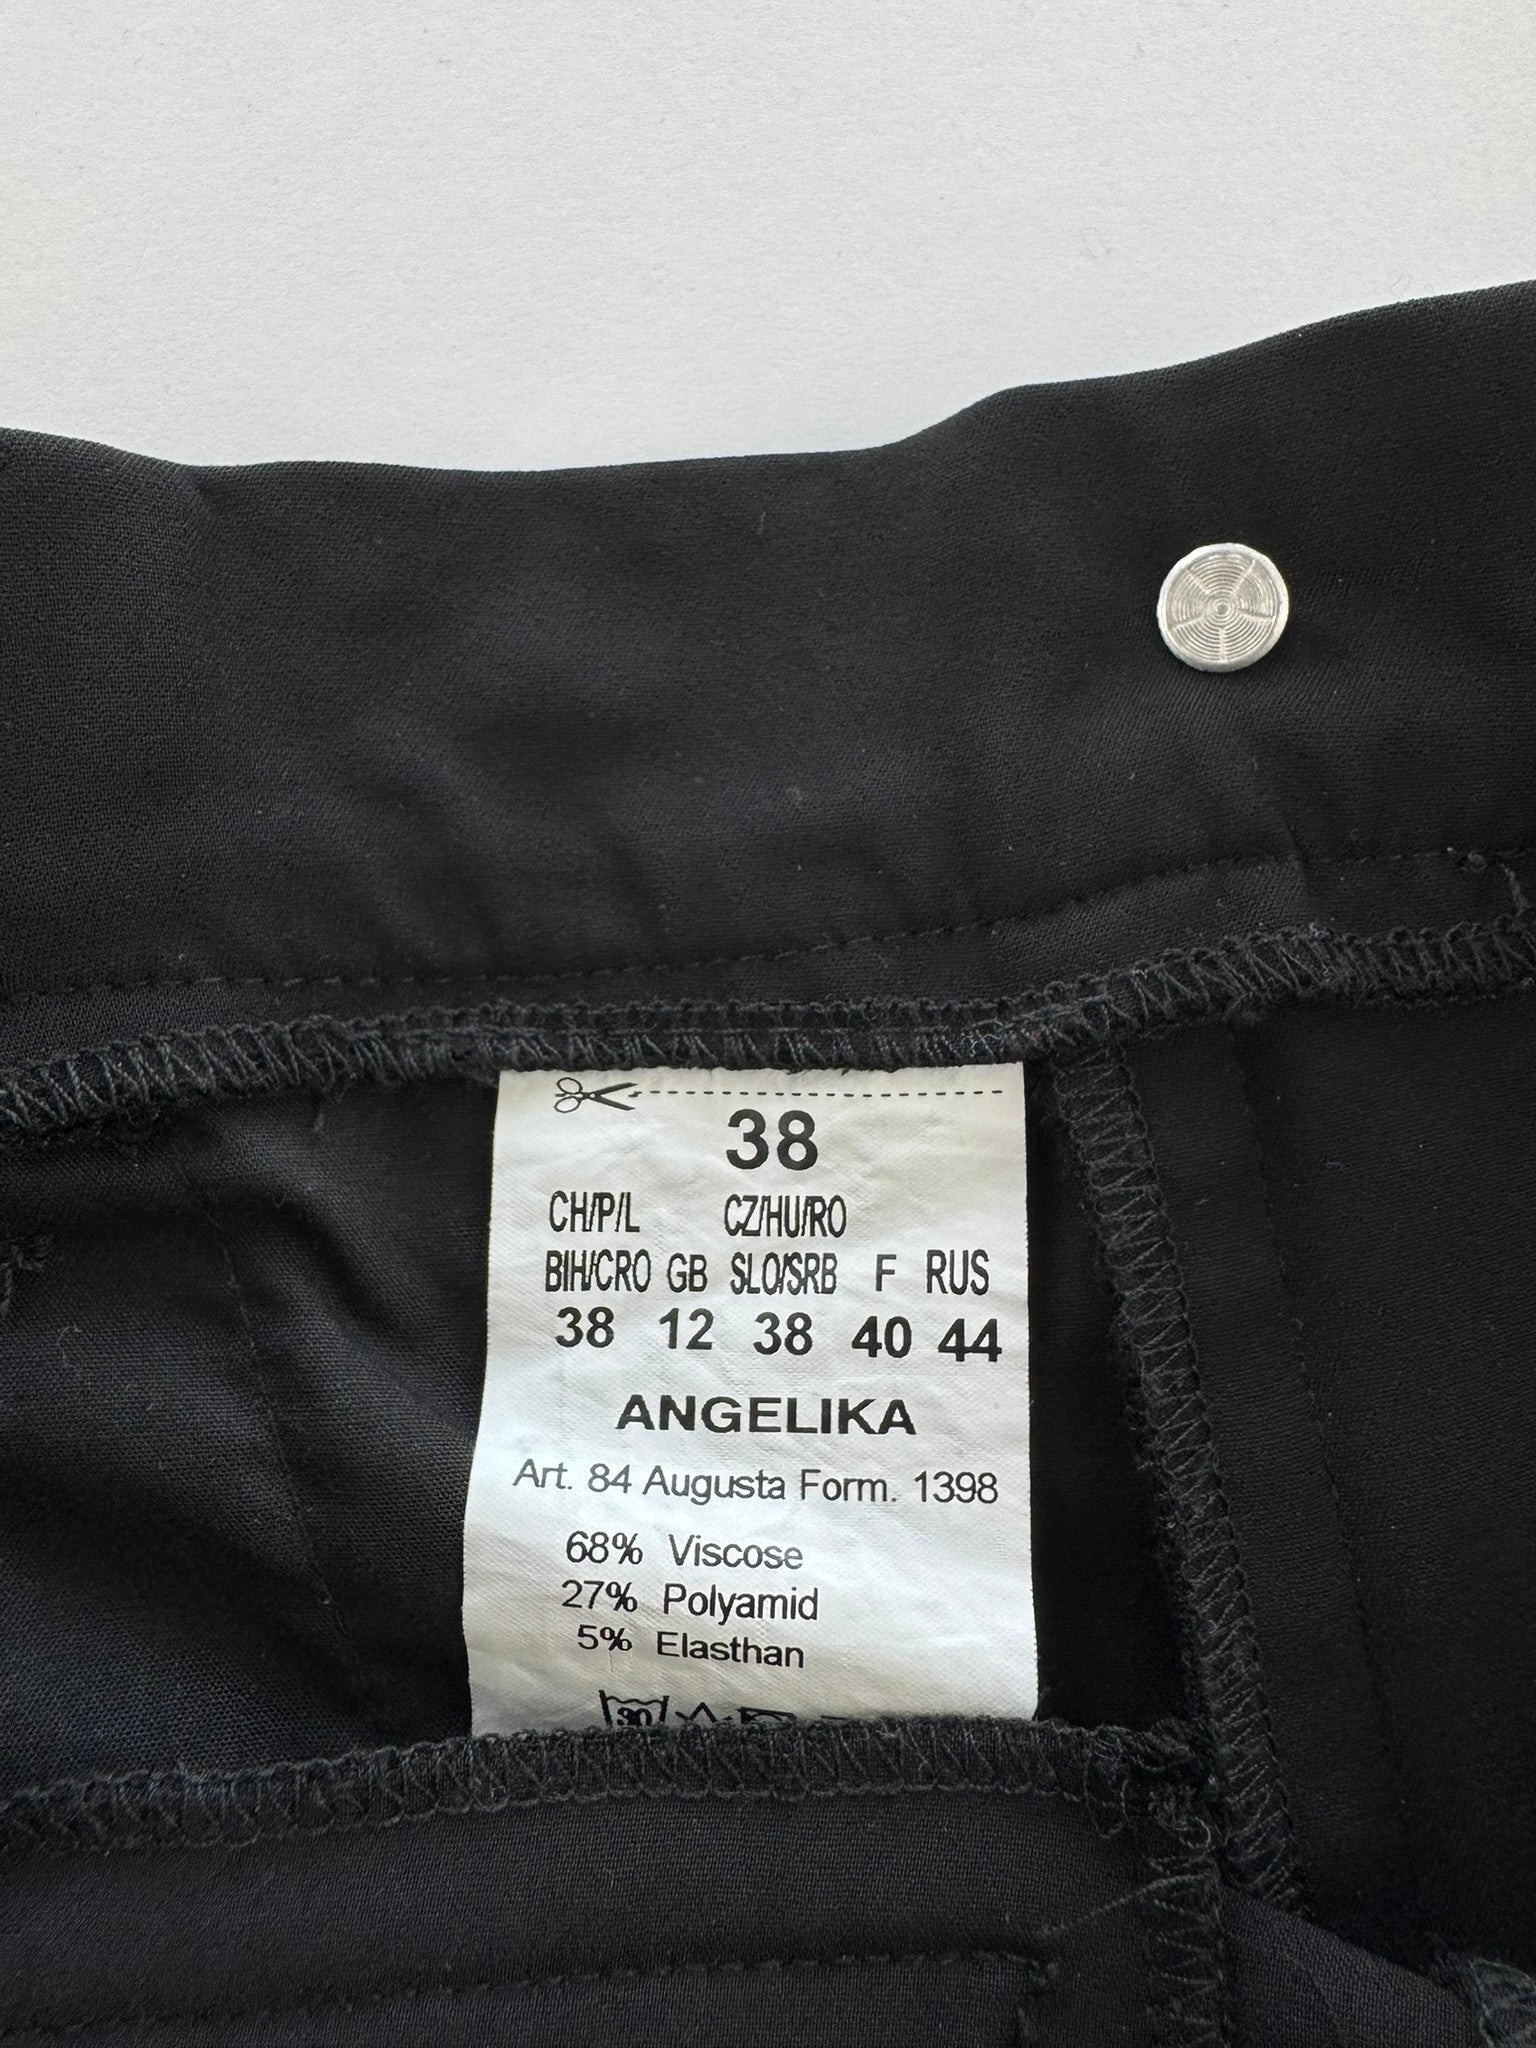 38
CH/P/L CZ/HU/RO
BIH/CRO GB SLO/SRB F RUS
38 12 38 40 44
ANGELIKA
Art. 84 Augusta Form. 1398
68% Viscose
27% Polyamid
5% Elasthan
30